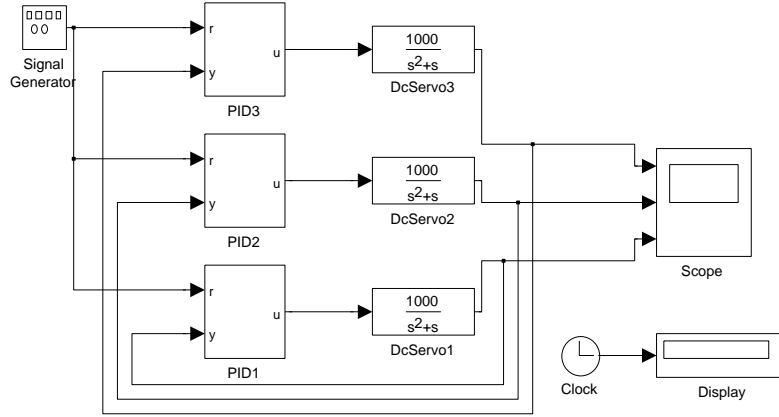 Signal
Generator
r
y
u
PID3
1000
s²+s
DcServo3
r
y
u
PID2
1000
s²+s
DcServo2
r
y
u
PID1
1000
s²+s
DcServo1
Scope
Clock
Display